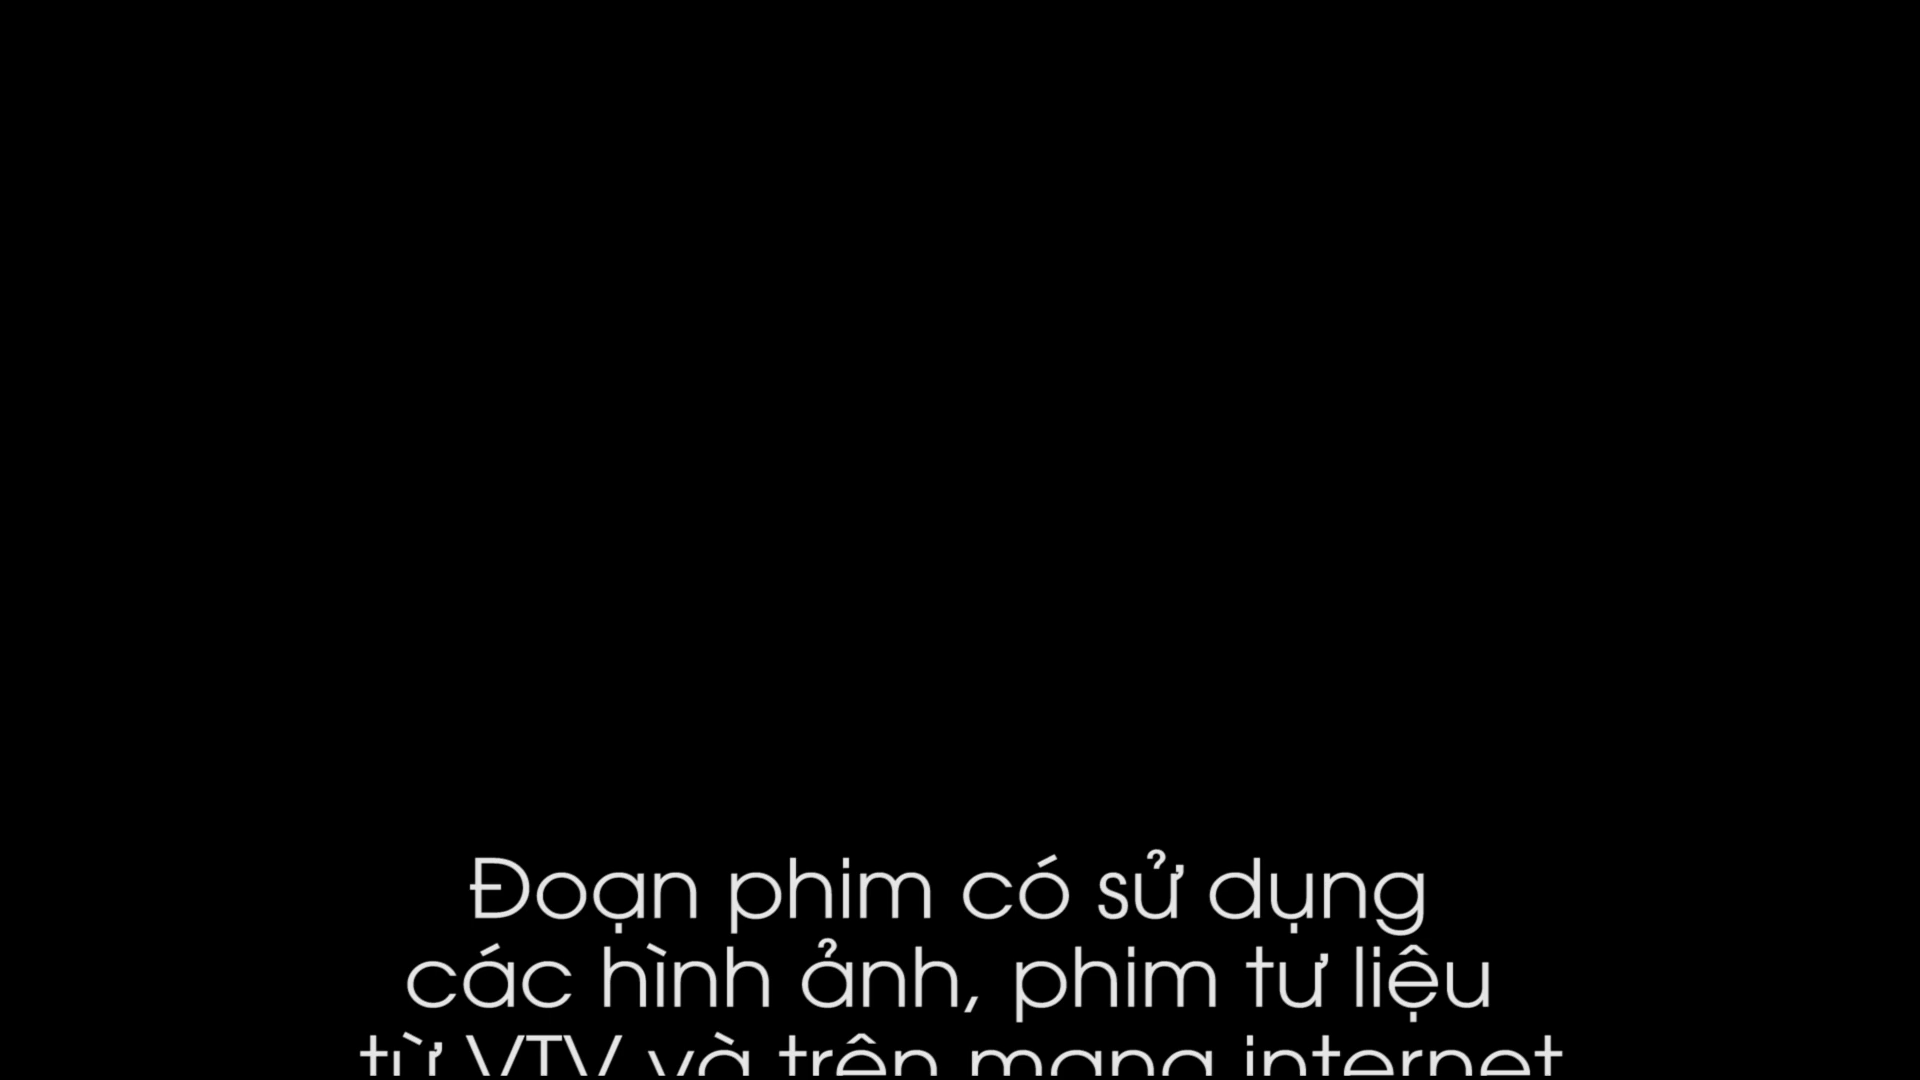 Đoạn phim có sử dụng
các hình ảnh, phim tư liệu
từ VTV và trên mạng internet